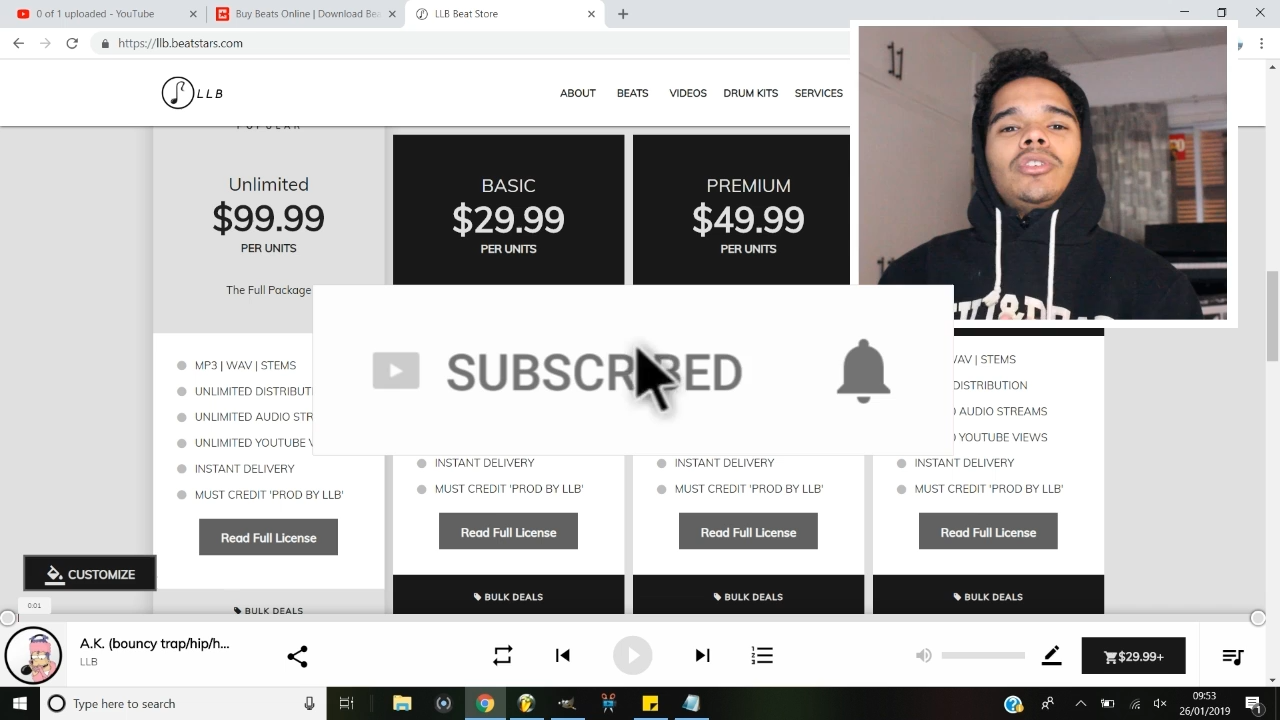 0 of 1 uploaded - YouTube
Buy Beats Online | Download Be
LLB Beat Store
https://llb.beatstars.com
LLB
ABOUT
BEATS
VIDEOS
DRUM KITS
SERVICES
POPULAR
Unlimited
$99.99
PER UNITS
The Full Package
MP3 | WAV | STEMS
UNLIMITED DISTRIBUTI
UNLIMITED AUDIO STR
UNLIMITED YOUTUBE V
INSTANT DELIVERY
MUST CREDIT 'PROD BY LLB'
Read Full License
BULK DEALS
BASIC
$29.99
PER UNITS
INSTANT DELIVERY
MUST CREDIT 'PROD BY LLB'
Read Full License
BULK DEALS
PREMIUM
$49.99
PER UNITS
INSTANT DELIVERY
MUST CREDIT 'PROD BY LLB'
Read Full License
BULK DEALS
WAV | STEMS
DISTRIBUTION
AUDIO STREAMS
YOUTUBE VIEWS
INSTANT DELIVERY
MUST CREDIT 'PROD BY LLB'
Read Full License
BULK DEALS
SUBSCRIBED
CUSTOMIZE
0:01
A.K. (bouncy trap/hip/h...
LLB
$29.99+
Type here to search
09:53
26/01/2019